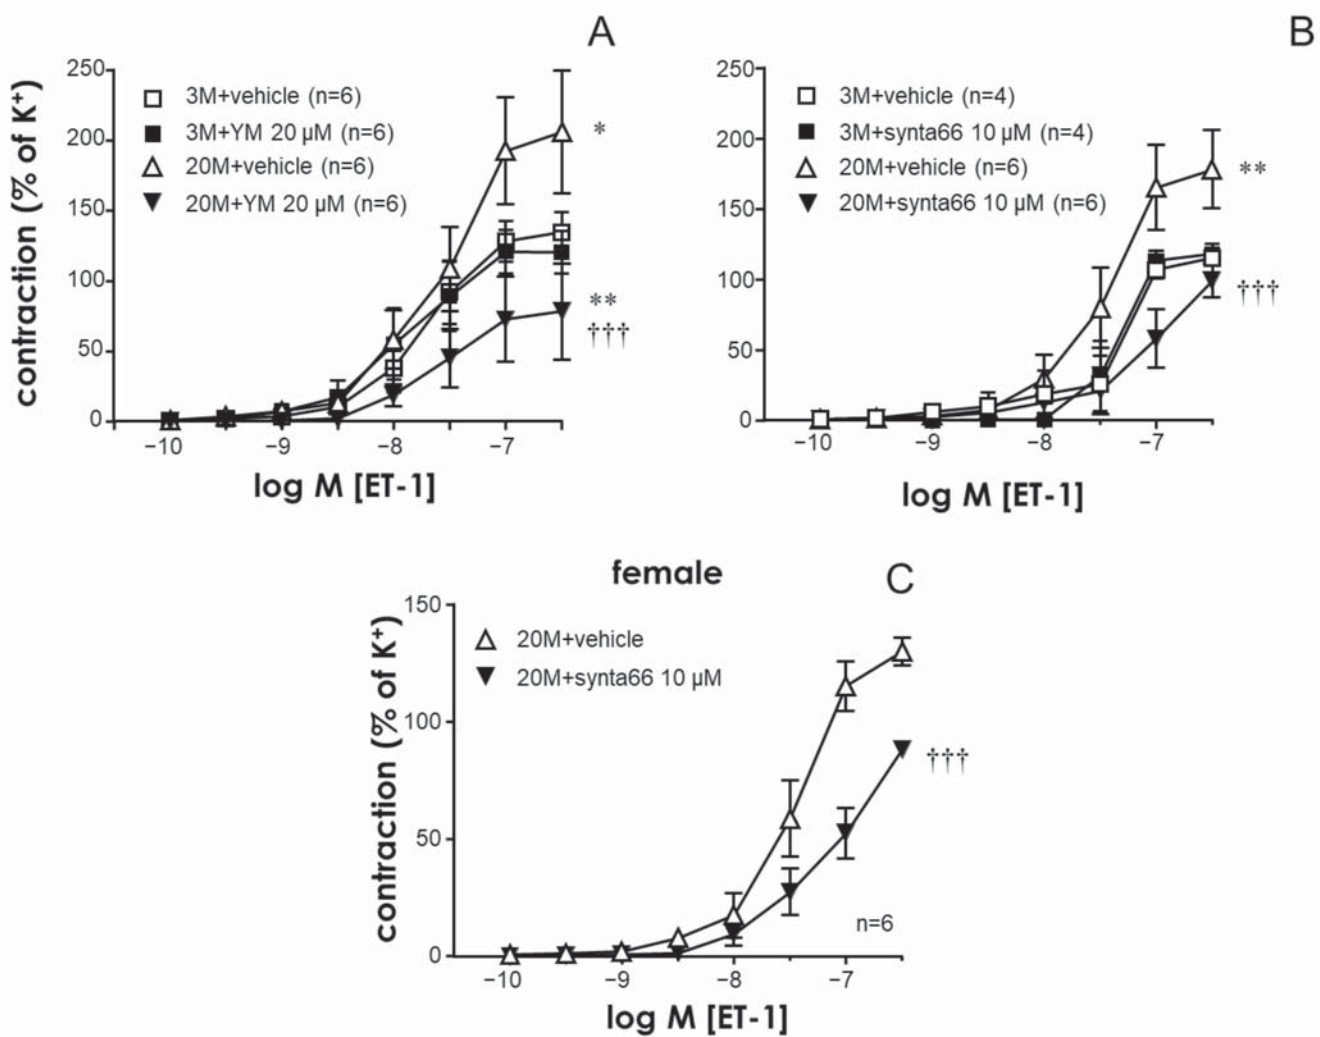 A
contraction (% of K⁺)
250
200
150
100
50
0
3M+vehicle (n=6)
3M+YM 20 µM (n=6)
20M+vehicle (n=6)
20M+YM 20 µM (n=6)
*
**
†††
−10
−9
−8
−7
log M [ET-1]
B
250
200
150
100
50
0
3M+vehicle (n=4)
3M+synta66 10 µM (n=4)
20M+vehicle (n=6)
20M+synta66 10 µM (n=6)
**
†††
−10
−9
−8
−7
log M [ET-1]
female
C
contraction (% of K⁺)
150
100
50
0
20M+vehicle
20M+synta66 10 µM
†††
n=6
−10
−9
−8
−7
log M [ET-1]